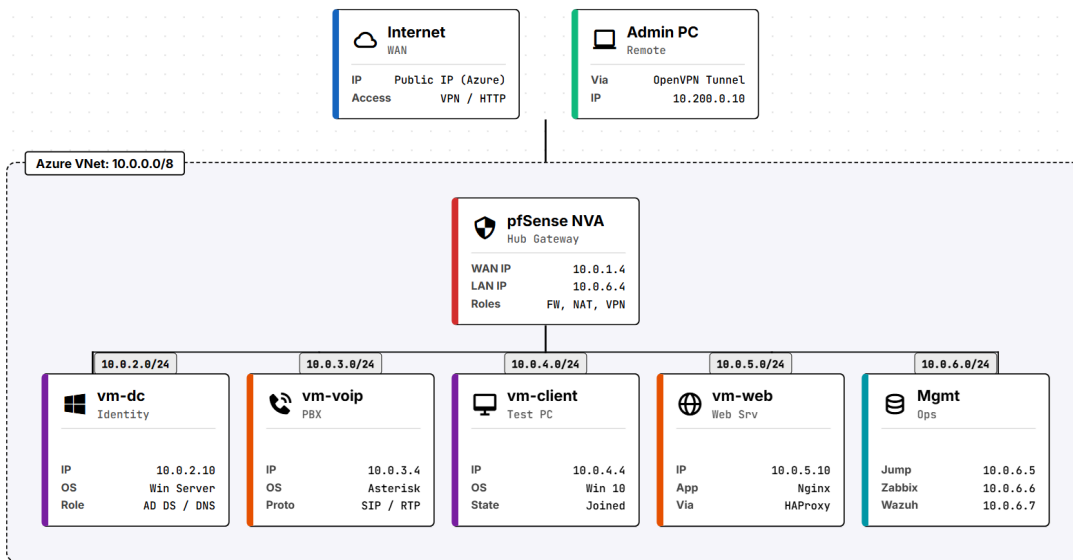 Internet
WAN
IP Public IP (Azure)
Access VPN / HTTP
Admin PC
Remote
Via OpenVPN Tunnel
IP 10.200.0.10
Azure VNet: 10.0.0.0/8
pfSense NVA
Hub Gateway
WAN IP 10.0.1.4
LAN IP 10.0.6.4
Roles FW, NAT, VPN
10.0.2.0/24
vm-dc
Identity
IP 10.0.2.10
OS Win Server
Role AD DS / DNS
10.0.3.0/24
vm-voip
PBX
IP 10.0.3.4
OS Asterisk
Proto SIP / RTP
10.0.4.0/24
vm-client
Test PC
IP 10.0.4.4
OS Win 10
State Joined
10.0.5.0/24
vm-web
Web Srv
IP 10.0.5.10
App Nginx
Via HAProxy
10.0.6.0/24
Mgmt
Ops
Jump 10.0.6.5
Zabbix 10.0.6.6
Wazuh 10.0.6.7